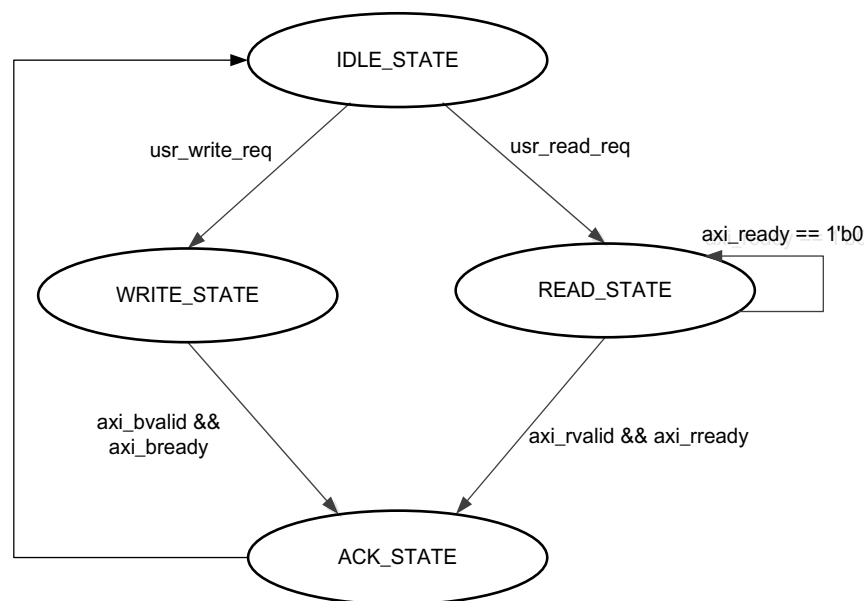 IDLE_STATE
usr_write_req
usr_read_req
axi_ready == 1'b0
WRITE_STATE
READ_STATE
axi_bvalid &&
axi_bready
axi_rvalid && axi_rready
ACK_STATE